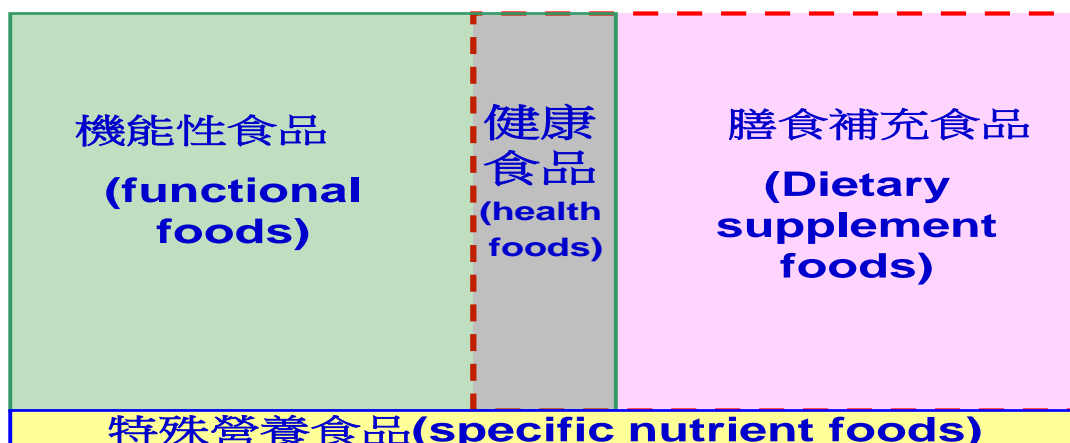 機能性食品
(functional
foods)
健康
食品
(health
foods)
膳食補充食品
(Dietary
supplement
foods)
特殊營養食品(specific nutrient foods)